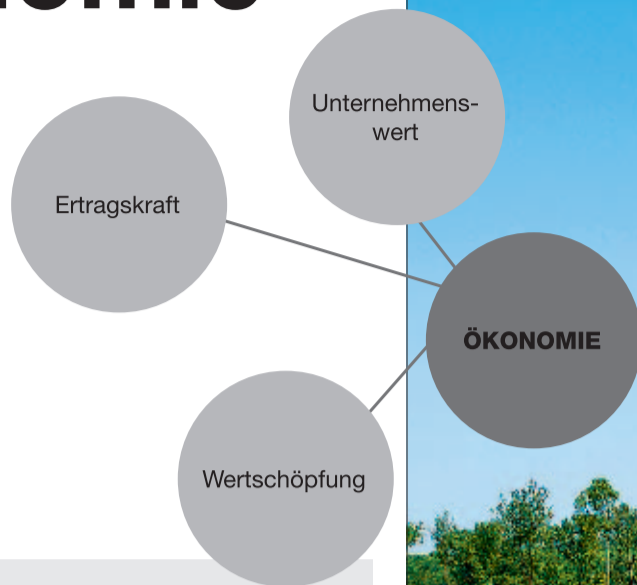 Unternehmens-
wert
Ertragskraft
ÖKONOMIE
Wertschöpfung